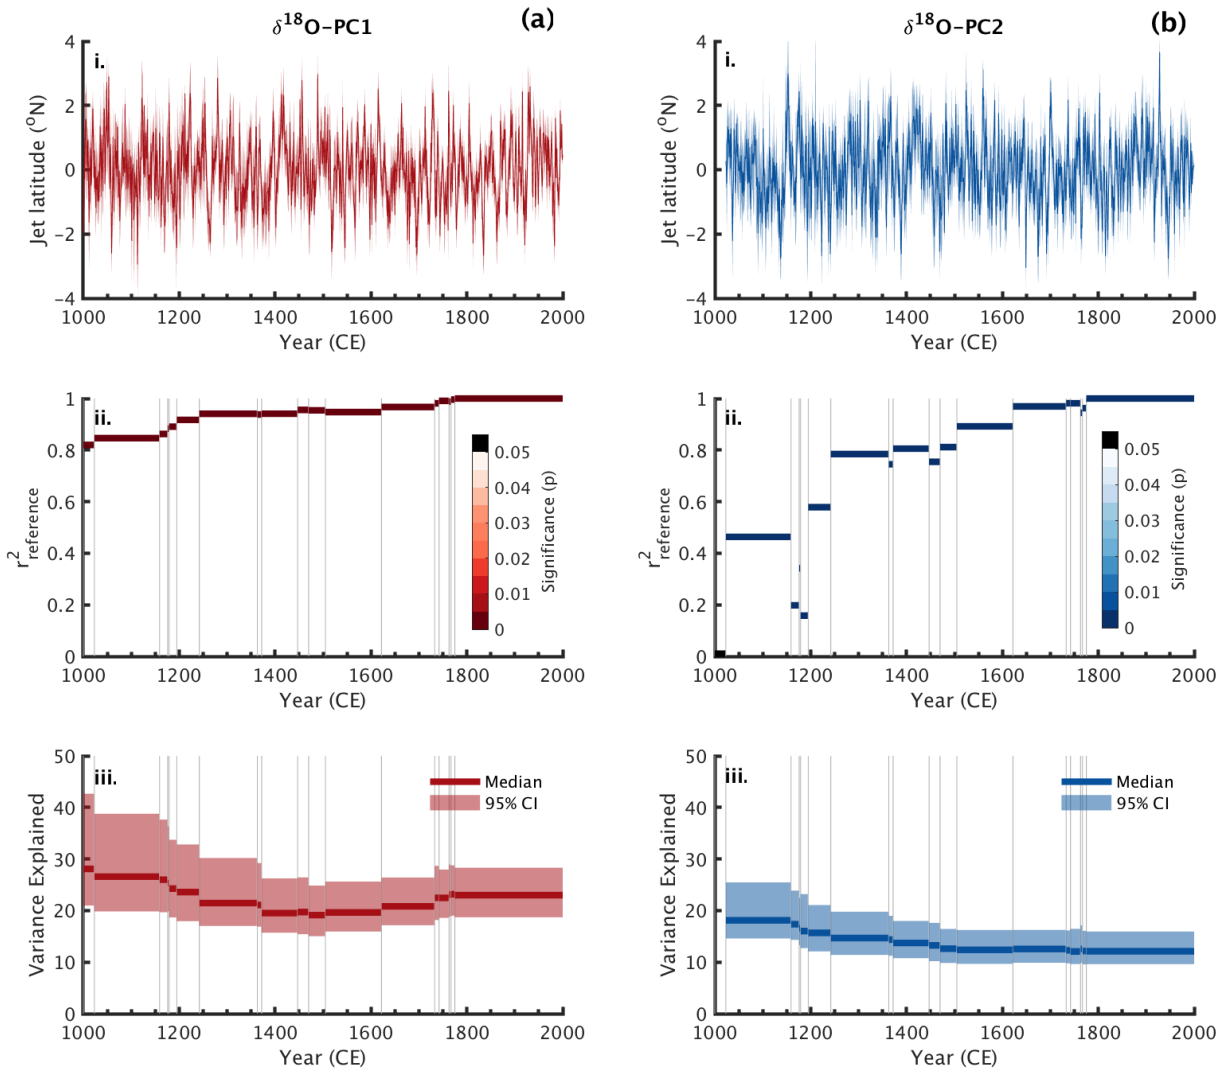 δ18O-PC1
(a)
i.
Jet latitude (oN)
4
2
0
−2
−4
1000 1200 1400 1600 1800 2000
Year (CE)
δ18O-PC2
(b)
i.
Jet latitude (oN)
4
2
0
−2
−4
1000 1200 1400 1600 1800 2000
Year (CE)
ii.
r2reference
1
0.8
0.6
0.4
0.2
0
1000 1200 1400 1600 1800 2000
Year (CE)
0.05
0.04
0.03
0.02
0.01
0
Significance (p)
ii.
r2reference
1
0.8
0.6
0.4
0.2
0
1000 1200 1400 1600 1800 2000
Year (CE)
0.05
0.04
0.03
0.02
0.01
0
Significance (p)
iii.
Variance Explained
50
40
30
20
10
0
1000 1200 1400 1600 1800 2000
Year (CE)
Median
95% CI
iii.
Variance Explained
50
40
30
20
10
0
1000 1200 1400 1600 1800 2000
Year (CE)
Median
95% CI